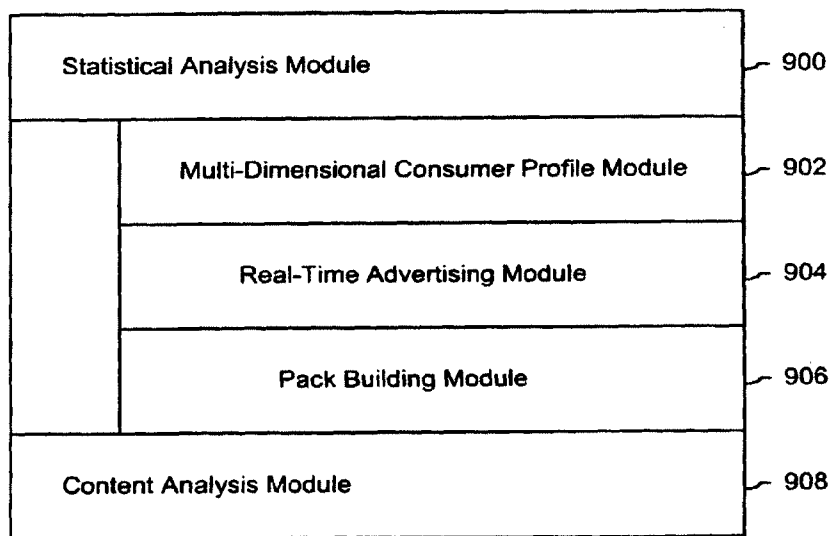 Statistical Analysis Module 900
Multi-Dimensional Consumer Profile Module 902
Real-Time Advertising Module 904
Pack Building Module 906
Content Analysis Module 908